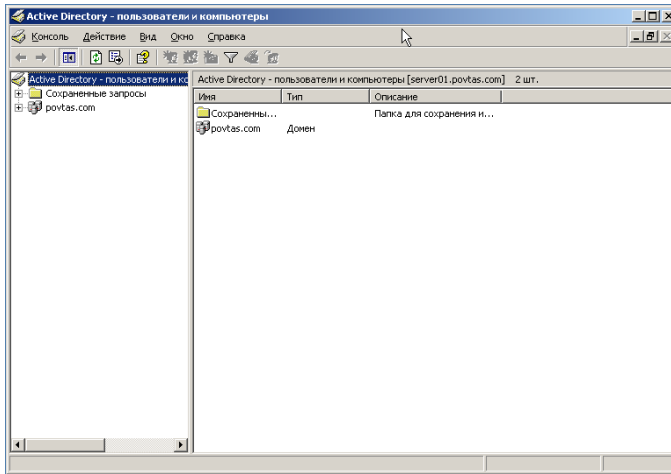 Active Directory - пользователи и компьютеры
Консоль Действие Вид Окно Справка
Active Directory - пользователи и кс
Сохраненные запросы
povtas.com
Active Directory - пользователи и компьютеры [server01.povtas.com] 2 шт.
Имя Тип Описание
Сохраненны... Папка для сохранения и...
povtas.com Домен